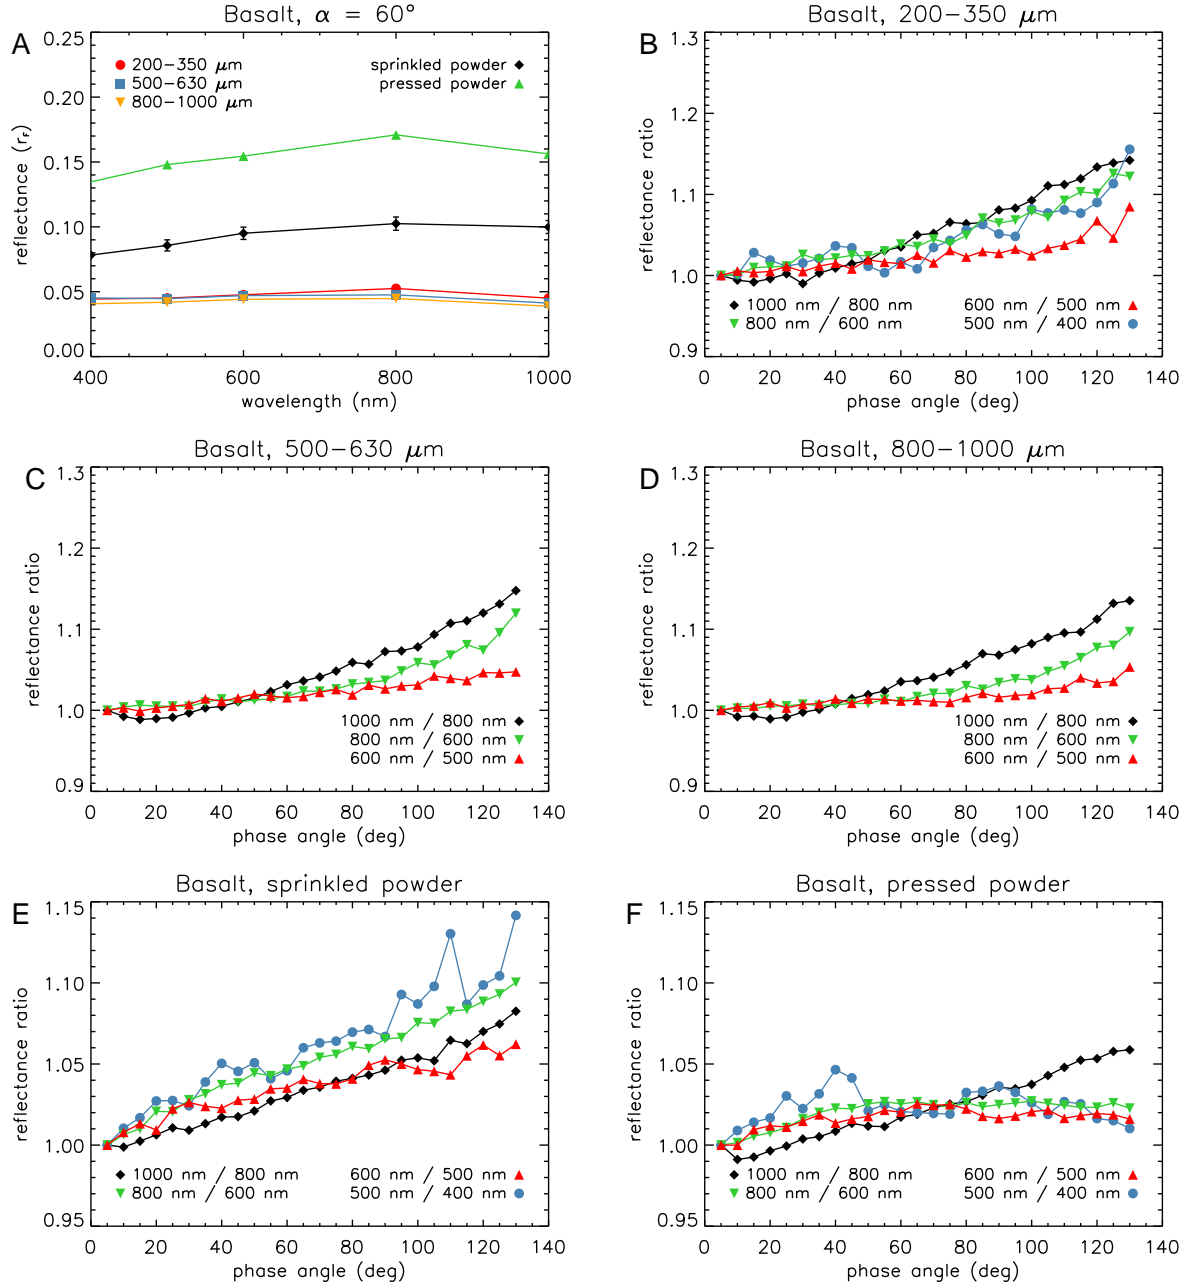 Basalt, α = 60°
A
0.25
0.20
0.15
0.10
0.05
0.00
reflectance (rF)
200−350 μm
500−630 μm
800−1000 μm
sprinkled powder
pressed powder
400
600
800
1000
wavelength (nm)
Basalt, 200−350 μm
B
1.3
1.2
1.1
1.0
0.9
reflectance ratio
1000 nm / 800 nm
800 nm / 600 nm
600 nm / 500 nm
500 nm / 400 nm
0
20
40
60
80
100
120
140
phase angle (deg)
Basalt, 500−630 μm
C
1.3
1.2
1.1
1.0
0.9
reflectance ratio
1000 nm / 800 nm
800 nm / 600 nm
600 nm / 500 nm
0
20
40
60
80
100
120
140
phase angle (deg)
Basalt, 800−1000 μm
D
1.3
1.2
1.1
1.0
0.9
reflectance ratio
1000 nm / 800 nm
800 nm / 600 nm
600 nm / 500 nm
0
20
40
60
80
100
120
140
phase angle (deg)
Basalt, sprinkled powder
E
1.15
1.10
1.05
1.00
0.95
reflectance ratio
1000 nm / 800 nm
800 nm / 600 nm
600 nm / 500 nm
500 nm / 400 nm
0
20
40
60
80
100
120
140
phase angle (deg)
Basalt, pressed powder
F
1.15
1.10
1.05
1.00
0.95
reflectance ratio
1000 nm / 800 nm
800 nm / 600 nm
600 nm / 500 nm
500 nm / 400 nm
0
20
40
60
80
100
120
140
phase angle (deg)